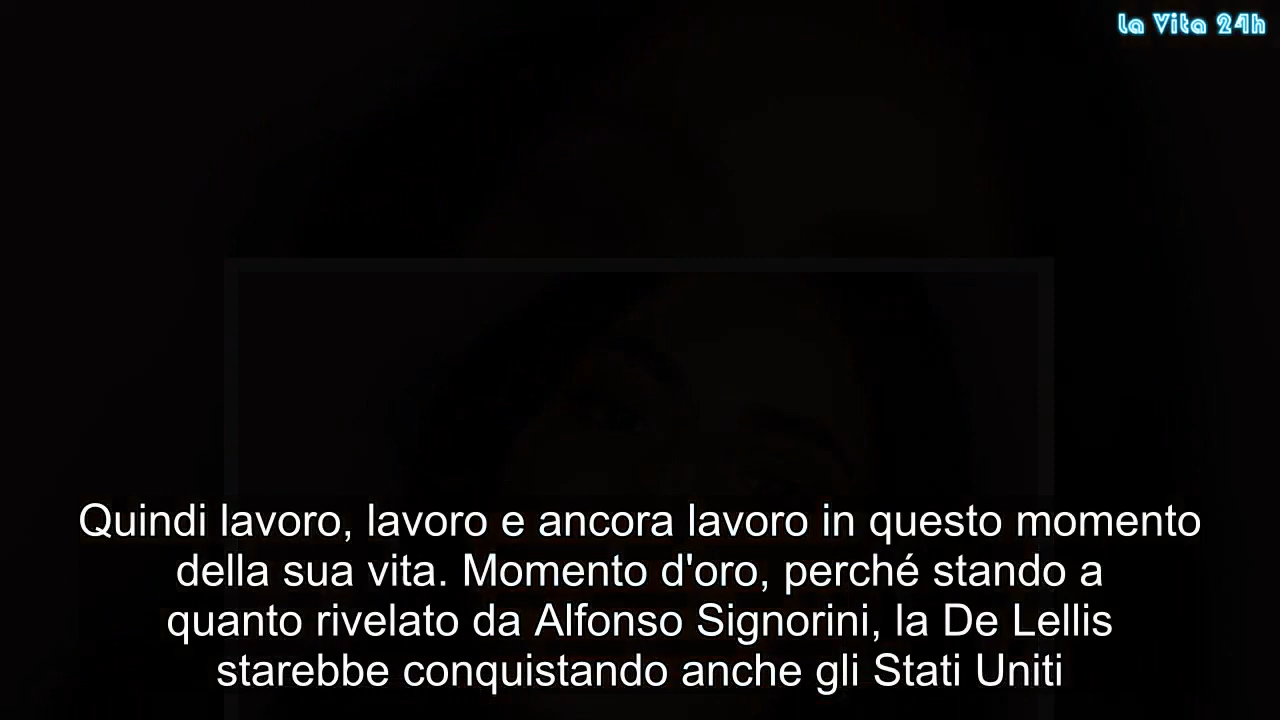 La Vita 24h
Quindi lavoro, lavoro e ancora lavoro in questo momento
della sua vita. Momento d'oro, perché stando a
quanto rivelato da Alfonso Signorini, la De Lellis
starebbe conquistando anche gli Stati Uniti